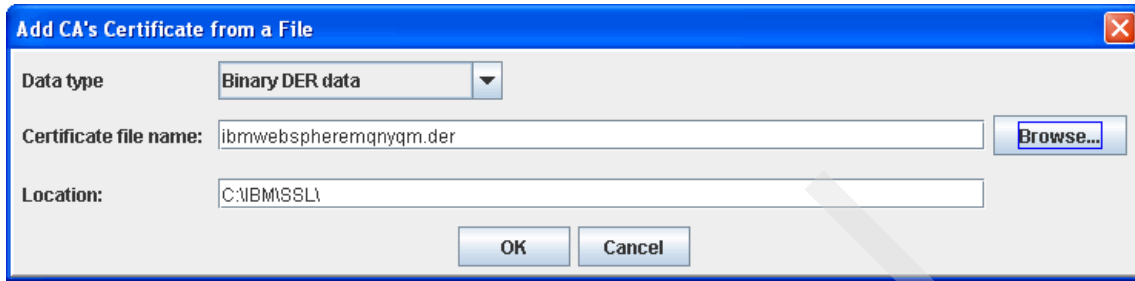 Add CA's Certificate from a File
Data type Binary DER data
Certificate file name: ibmwebspheremqnyqm.der Browse...
Location: C:\IBM\SSL\
OK Cancel